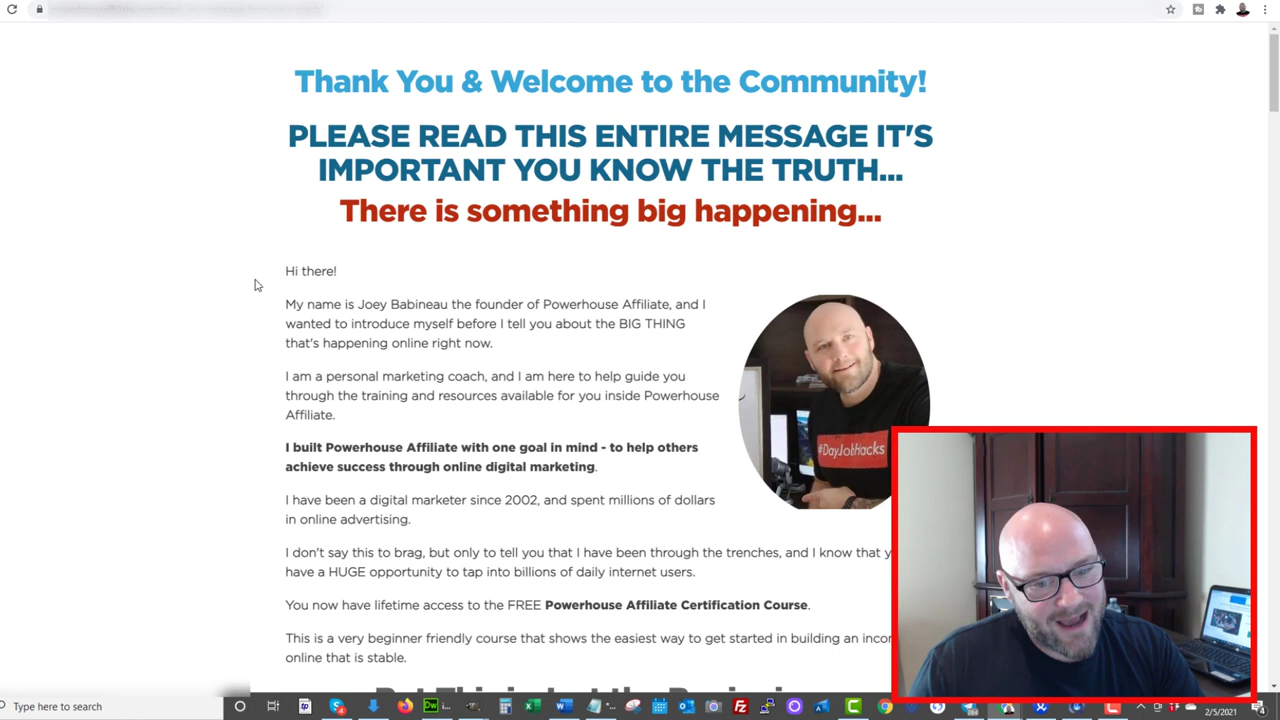 Thank You & Welcome to the Community!
PLEASE READ THIS ENTIRE MESSAGE IT'S
IMPORTANT YOU KNOW THE TRUTH...
There is something big happening...
Hi there!
My name is Joey Babineau the founder of Powerhouse Affiliate, and I
wanted to introduce myself before I tell you about the BIG THING
that's happening online right now.
I am a personal marketing coach, and I am here to help guide you
through the training and resources available for you inside Powerhouse
Affiliate.
#DayJobHacks
I built Powerhouse Affiliate with one goal in mind - to help others
achieve success through online digital marketing.
I have been a digital marketer since 2002, and spent millions of dollars
in online advertising.
I don't say this to brag, but only to tell you that I have been through the trenches, and I know that
have a HUGE opportunity to tap into billions of daily internet users.
You now have lifetime access to the FREE Powerhouse Affiliate Certification Course.
This is a very beginner friendly course that shows the easiest way to get started in building an
online that is stable.
Type here to search
tp
Dw
2/5/2021